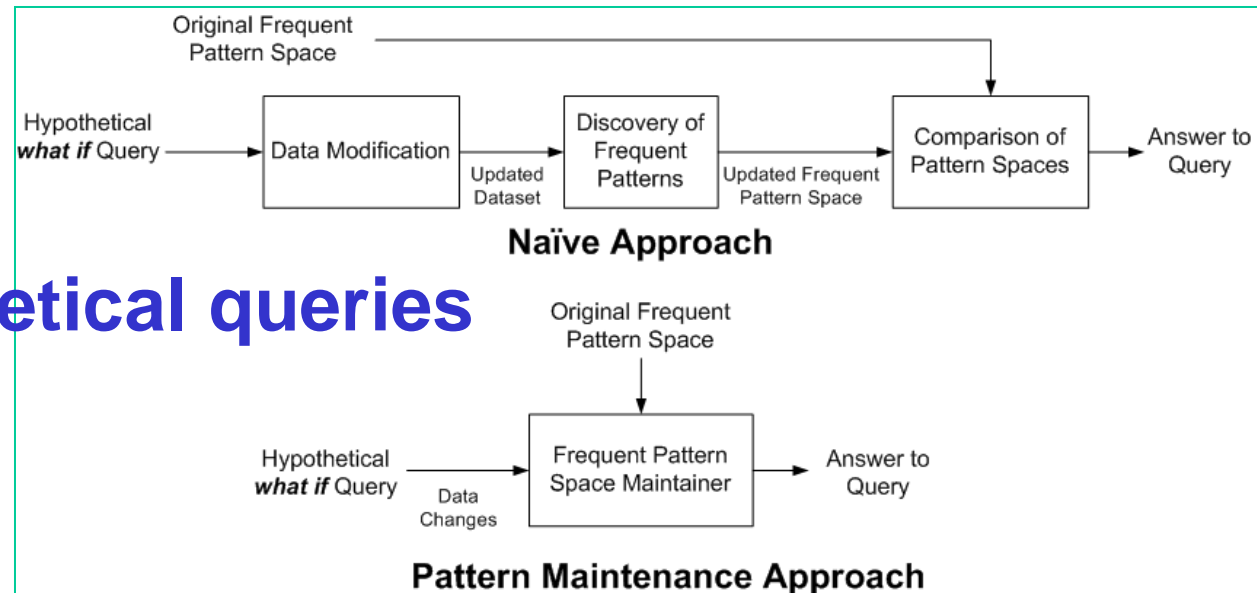 Original Frequent
Pattern Space
Hypothetical
what if Query
Data Modification
Updated
Dataset
Discovery of
Frequent
Patterns
Updated Frequent
Pattern Space
Comparison of
Pattern Spaces
Answer to
Query
Naïve Approach
etical queries
Original Frequent
Pattern Space
Hypothetical
what if Query
Data
Changes
Frequent Pattern
Space Maintainer
Answer to
Query
Pattern Maintenance Approach